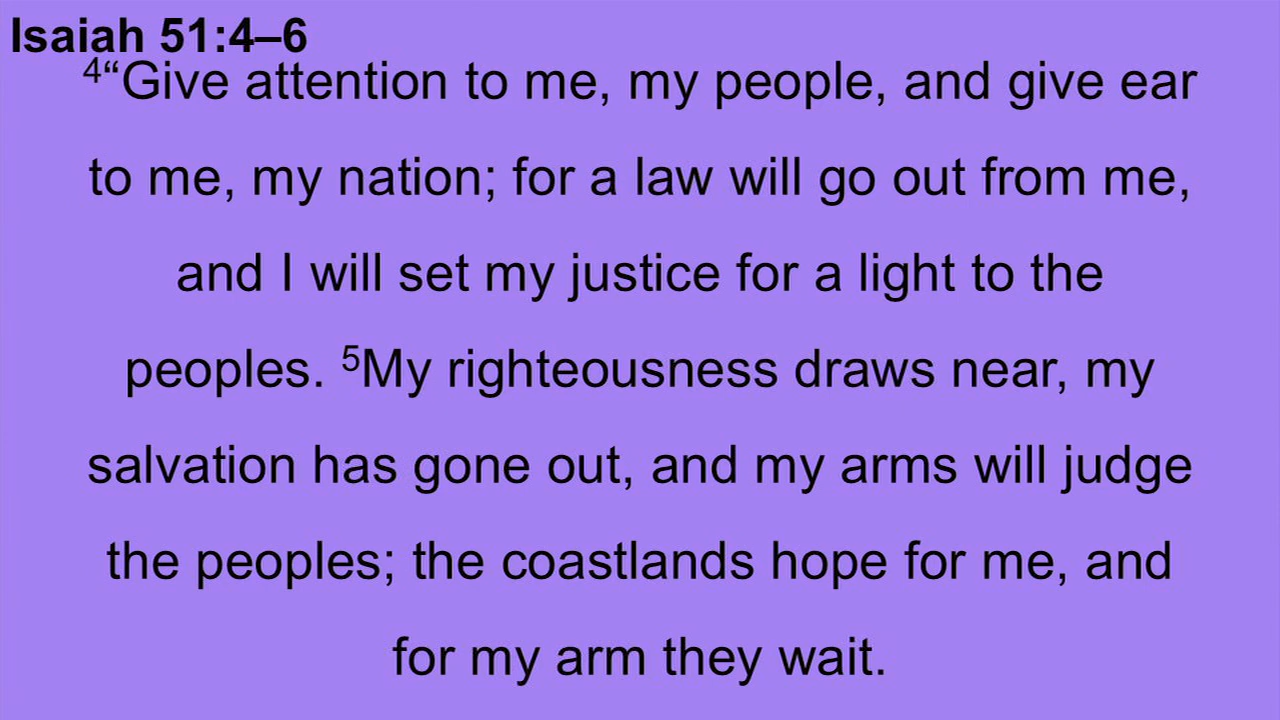 Isaiah 51:4–6
4“Give attention to me, my people, and give ear
to me, my nation; for a law will go out from me,
and I will set my justice for a light to the
peoples. 5My righteousness draws near, my
salvation has gone out, and my arms will judge
the peoples; the coastlands hope for me, and
for my arm they wait.